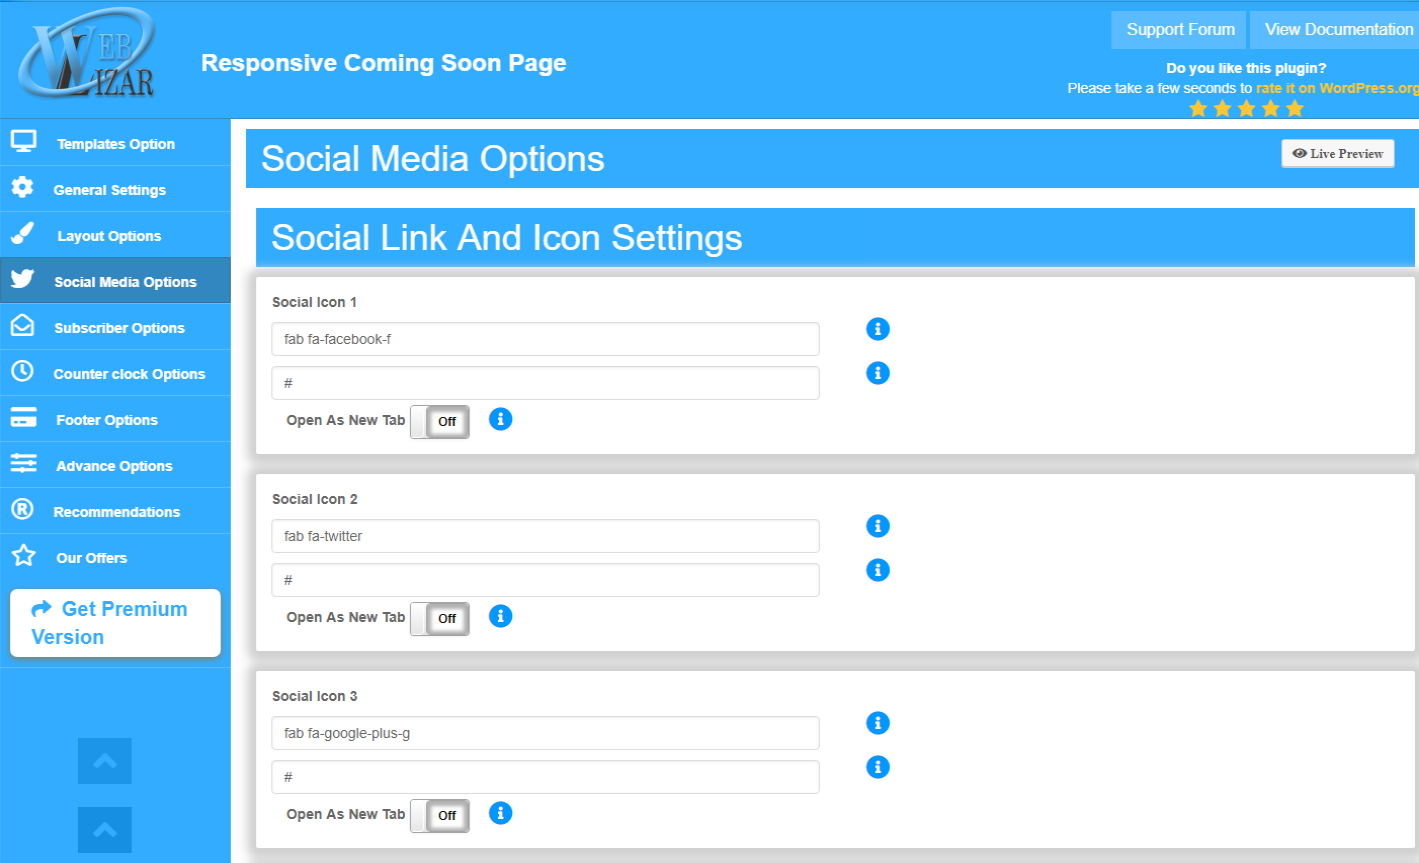 WEB
WIZAR
Responsive Coming Soon Page
Support Forum
View Documentation
Do you like this plugin?
Please take a few seconds to rate it on WordPress.org
Templates Option
General Settings
Layout Options
Social Media Options
Subscriber Options
Counter clock Options
Footer Options
Advance Options
Recommendations
Our Offers
Get Premium
Version
Social Media Options
Live Preview
Social Link And Icon Settings
Social Icon 1
fab fa-facebook-f
#
Open As New Tab Off
Social Icon 2
fab fa-twitter
#
Open As New Tab Off
Social Icon 3
fab fa-google-plus-g
#
Open As New Tab Off